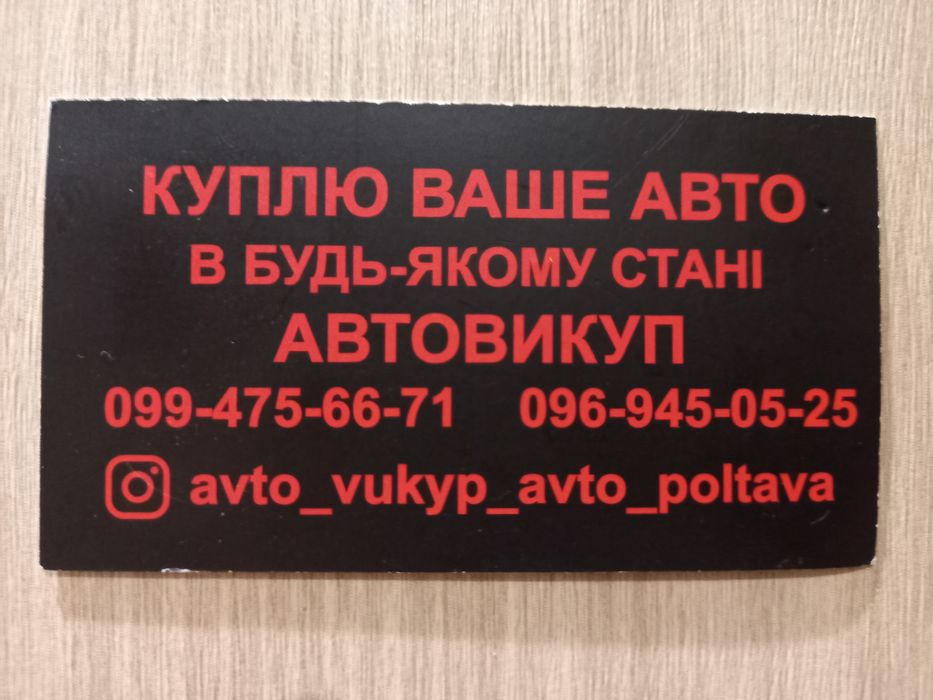 КУПЛЮ ВАШЕ АВТО
В БУДЬ-ЯКОМУ СТАНІ
АВТОВИКУП
099-475-66-71 096-945-05-25
avto_vukyp_avto_poltava